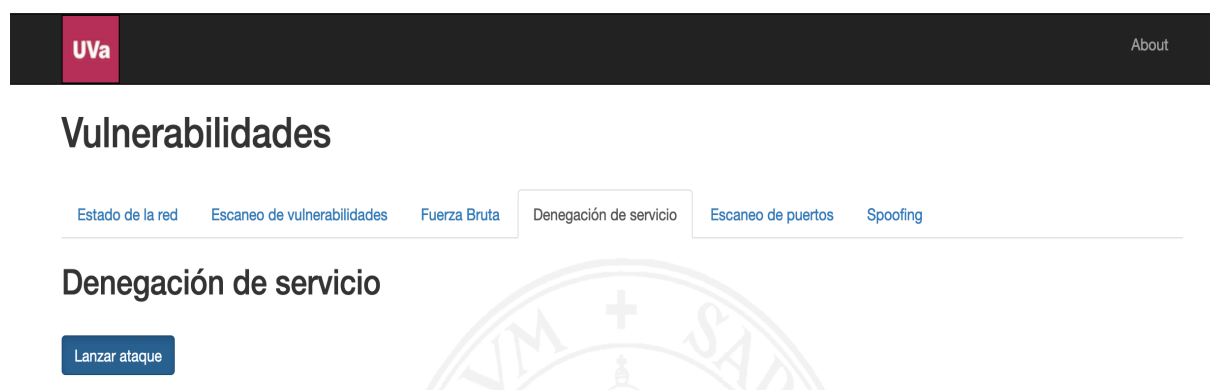 UVa
About
Vulnerabilidades
Estado de la red Escaneo de vulnerabilidades Fuerza Bruta Denegación de servicio Escaneo de puertos Spoofing
Denegación de servicio
Lanzar ataque